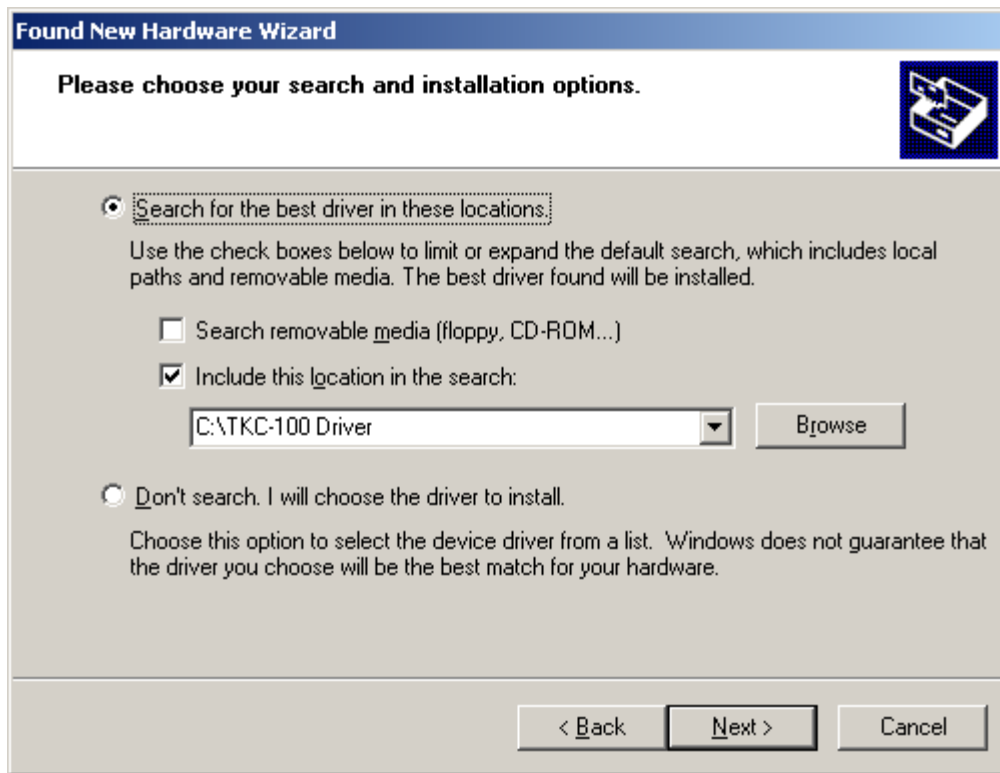 Found New Hardware Wizard
Please choose your search and installation options.
Search for the best driver in these locations.
Use the check boxes below to limit or expand the default search, which includes local
paths and removable media. The best driver found will be installed.
Search removable media (floppy, CD-ROM...)
Include this location in the search:
C:\TKC-100 Driver
Browse
Don't search. I will choose the driver to install.
Choose this option to select the device driver from a list.  Windows does not guarantee that
the driver you choose will be the best match for your hardware.
< Back
Next >
Cancel